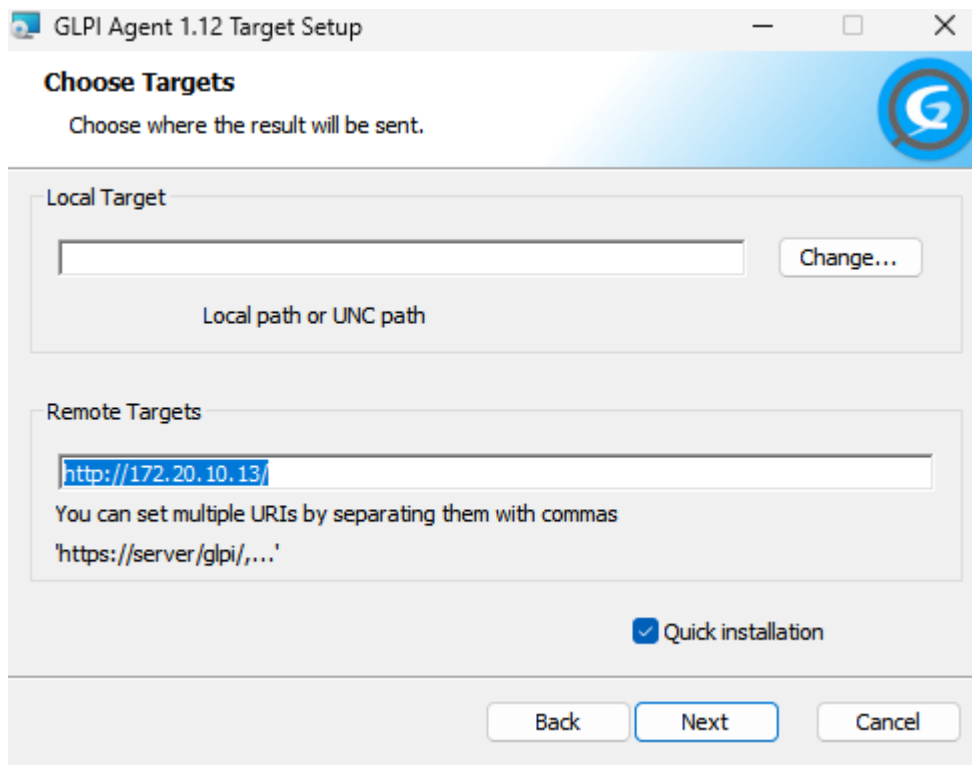 GLPI Agent 1.12 Target Setup
Choose Targets
Choose where the result will be sent.
Local Target
Change...
Local path or UNC path
Remote Targets
http://172.20.10.13/
You can set multiple URIs by separating them with commas
'https://server/glpi/,...'
Quick installation
Back Next Cancel